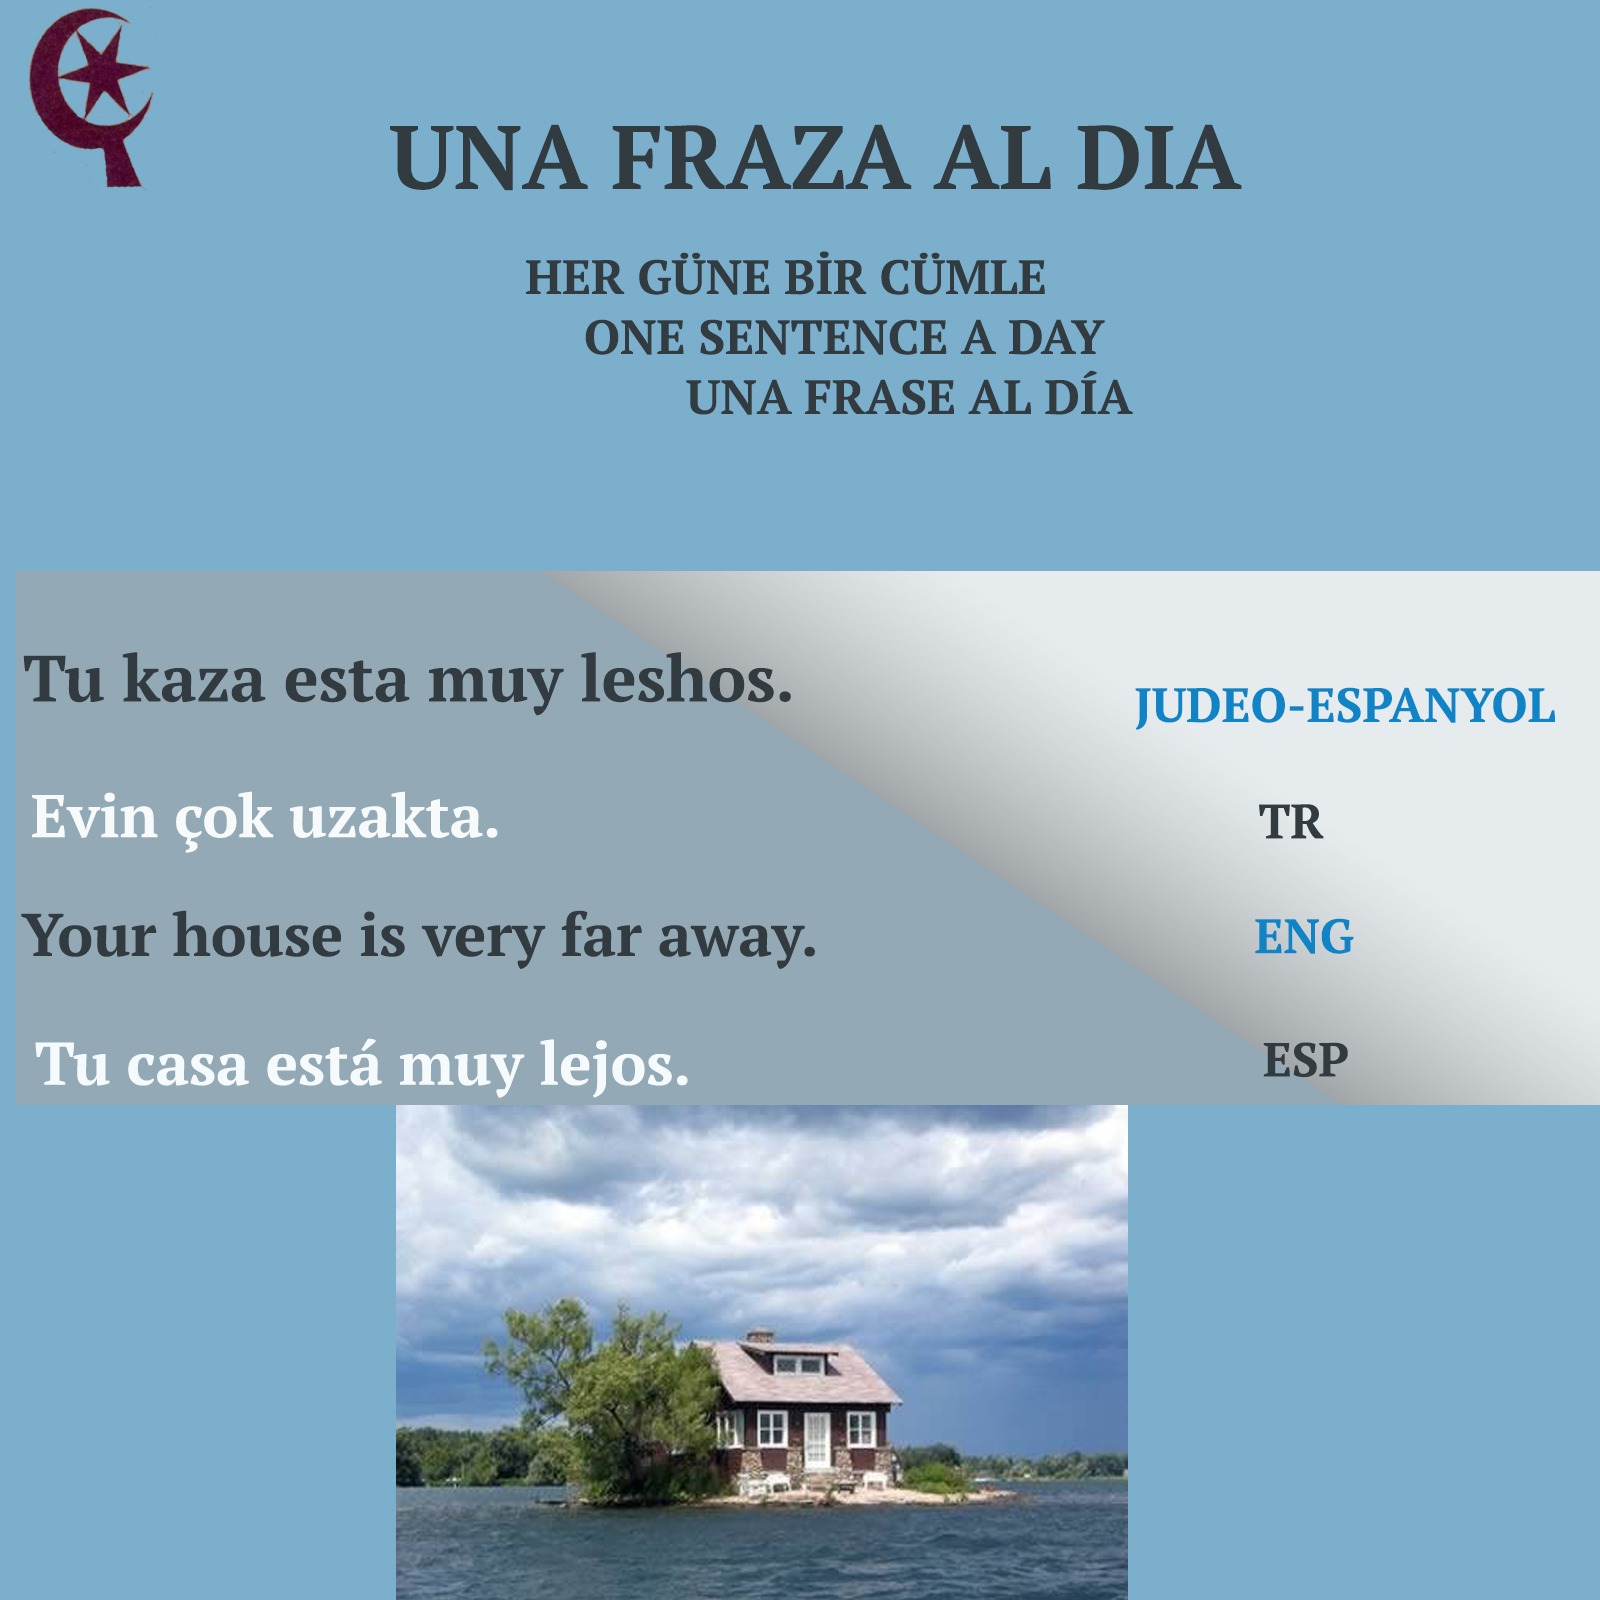 UNA FRAZA AL DIA
HER GÜNE BİR CÜMLE
ONE SENTENCE A DAY
UNA FRASE AL DÍA
Tu kaza esta muy leshos.
JUDEO-ESPANYOL
Evin çok uzakta.
TR
Your house is very far away.
ENG
Tu casa está muy lejos.
ESP